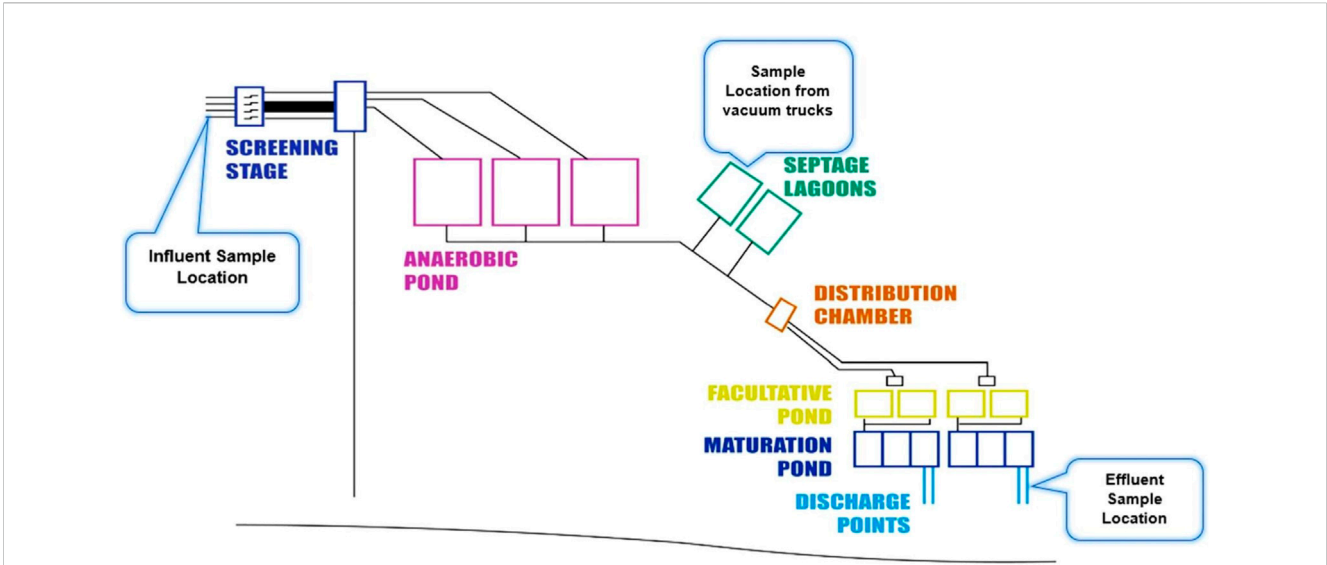 Sample
Location from
vacuum trucks
SCREENING
STAGE
SEPTAGE
LAGOONS
Influent Sample
Location
ANAEROBIC
POND
DISTRIBUTION
CHAMBER
FACULTATIVE
POND
MATURATION
POND
DISCHARGE
POINTS
Effluent
Sample
Location